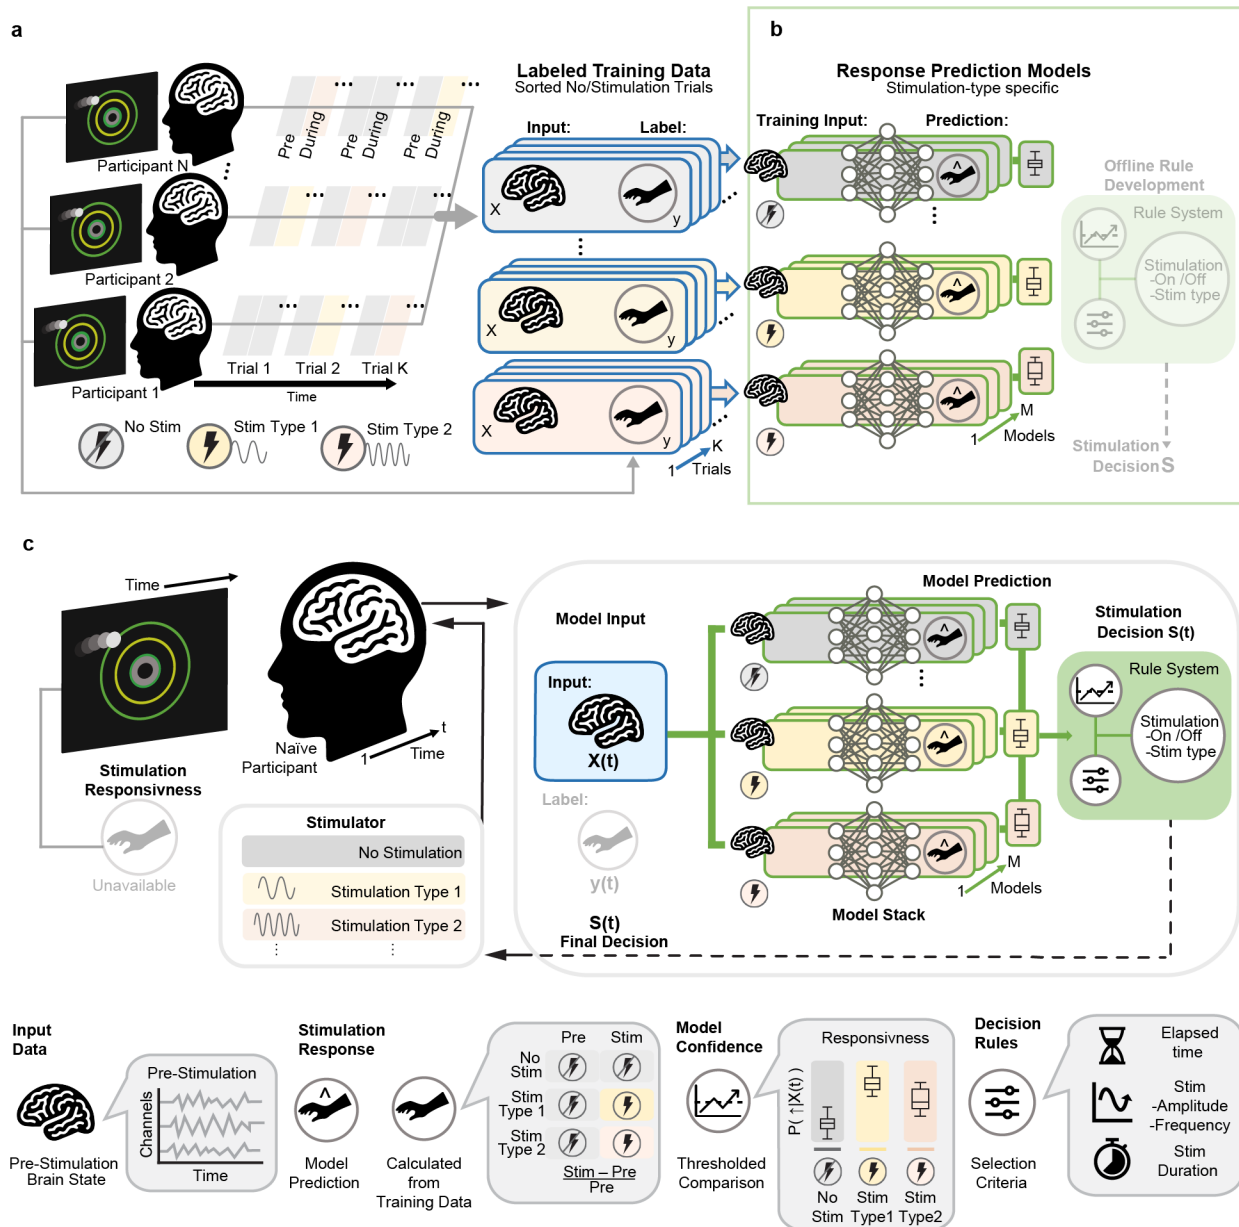 a
Participant N
Participant 2
Participant 1
Pre
During
Pre
During
Pre
During
...
Trial 1
Trial 2
Trial K
Time
No Stim
Stim Type 1
Stim Type 2
Labeled Training Data
Sorted No/Stimulation Trials
Input:
Label:
X
y
X
y
X
y
K
1
Trials
b
Response Prediction Models
Stimulation-type specific
Training Input:
Prediction:
^
^
^
M
1
Models
Offline Rule
Development
Rule System
Stimulation
-On /Off
-Stim type
Stimulation
Decision S
c
Time
Naïve
Participant
t
1
Time
Stimulation
Responsivness
Unavailable
Stimulator
No Stimulation
Stimulation Type 1
Stimulation Type 2
Model Input
Input:
X(t)
Label:
y(t)
S(t)
Final Decision
Model Prediction
^
^
^
M
1
Models
Model Stack
Stimulation
Decision S(t)
Rule System
Stimulation
-On /Off
-Stim type
Input
Data
Pre-Stimulation
Brain State
Pre-Stimulation
Channels
Time
Stimulation
Response
^
Model
Prediction
Calculated
from
Training Data
Pre
Stim
No
Stim
Stim
Type 1
Stim
Type 2
Stim – Pre
Pre
Model
Confidence
Thresholded
Comparison
Responsivness
P( ↑|X(t) )
No
Stim
Stim
Type1
Stim
Type2
Decision
Rules
Selection
Criteria
Elapsed
time
Stim
-Amplitude
-Frequency
Stim
Duration